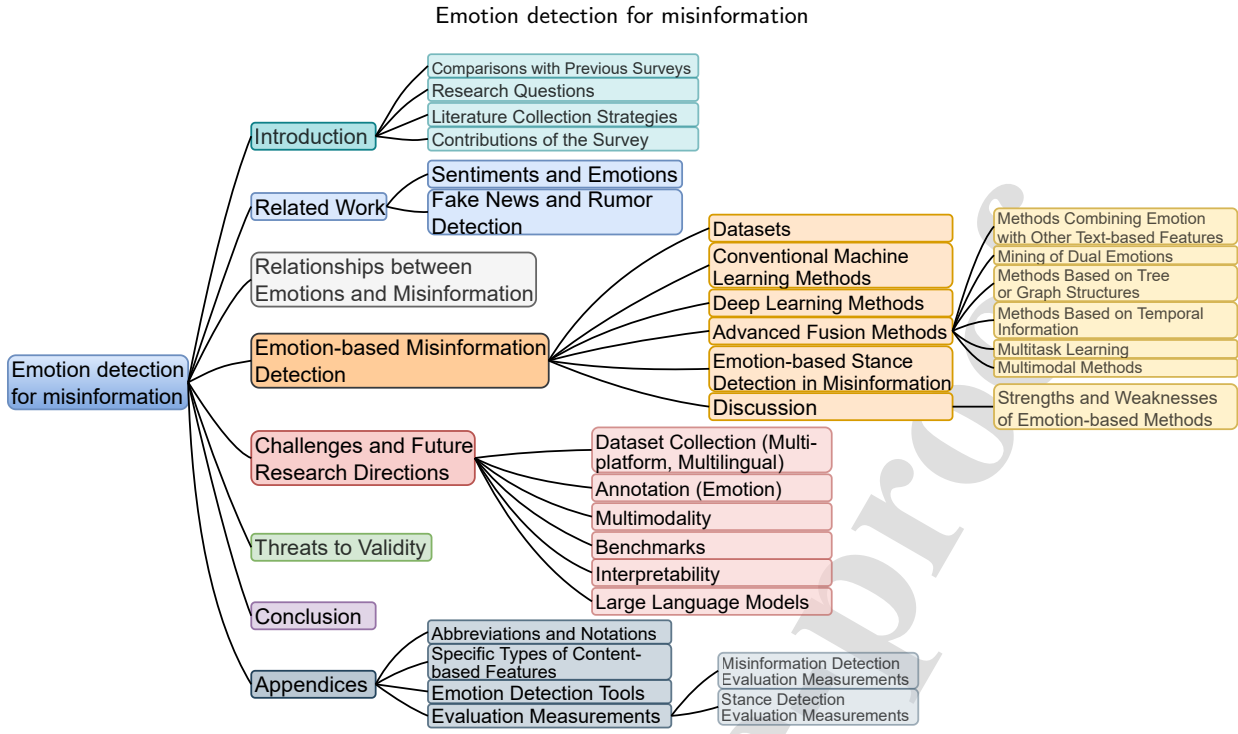 Emotion detection for misinformation
Emotion detection
for misinformation
Introduction
Comparisons with Previous Surveys
Research Questions
Literature Collection Strategies
Contributions of the Survey
Related Work
Sentiments and Emotions
Fake News and Rumor
Detection
Relationships between
Emotions and Misinformation
Emotion-based Misinformation
Detection
Datasets
Conventional Machine
Learning Methods
Deep Learning Methods
Advanced Fusion Methods
Methods Combining Emotion
with Other Text-based Features
Mining of Dual Emotions
Methods Based on Tree
or Graph Structures
Methods Based on Temporal
Information
Multitask Learning
Multimodal Methods
Emotion-based Stance
Detection in Misinformation
Discussion
Strengths and Weaknesses
of Emotion-based Methods
Challenges and Future
Research Directions
Dataset Collection (Multi-
platform, Multilingual)
Annotation (Emotion)
Multimodality
Benchmarks
Interpretability
Large Language Models
Threats to Validity
Conclusion
Appendices
Abbreviations and Notations
Specific Types of Content-
based Features
Emotion Detection Tools
Evaluation Measurements
Misinformation Detection
Evaluation Measurements
Stance Detection
Evaluation Measurements